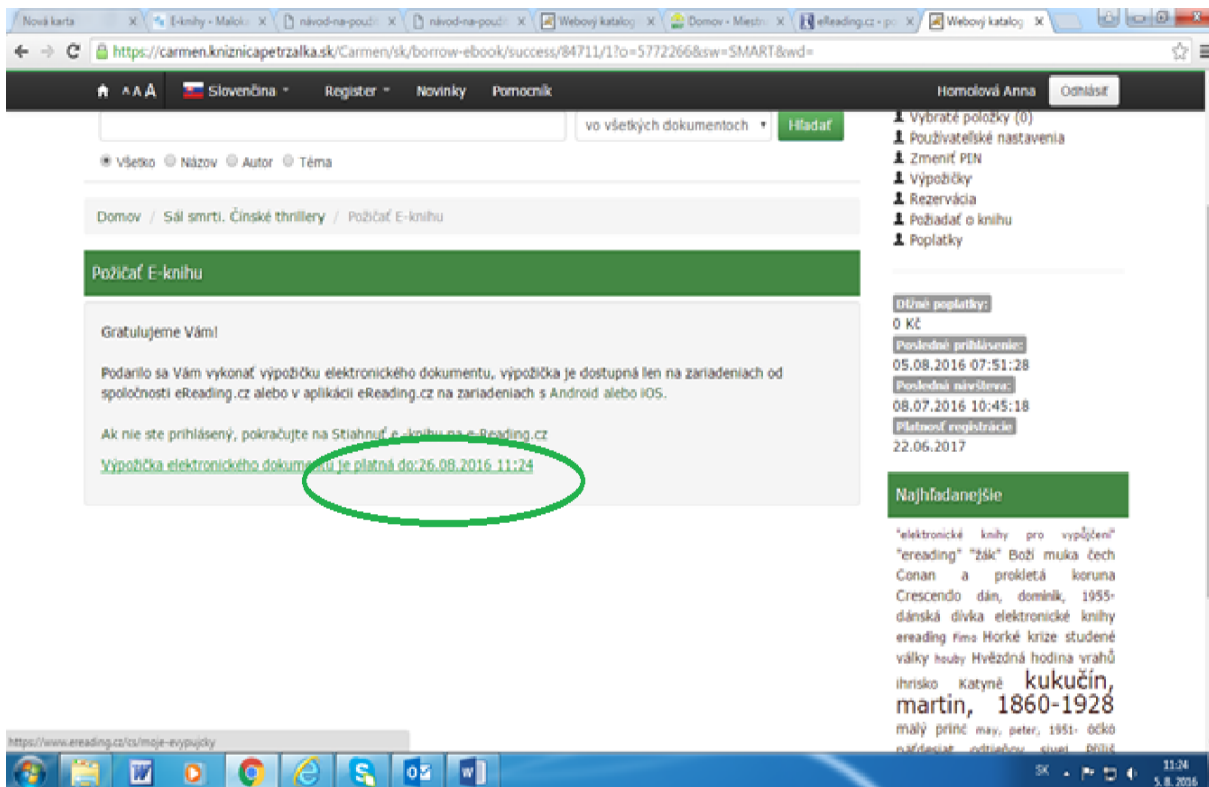 Nová karta
E-knihy - Malok
návod-na-použi
návod-na-použi
Webový katalog
Domov - Mestn
eReading.cz - po
Webový katalog
https://carmen.kniznicapetrzalka.sk/Carmen/sk/borrow-ebook/success/84711/1?o=5772266&sw=SMART&wd=
A A A Slovenčina Register Novinky Pomocník Homolová Anna Odhlásiť
vo všetkých dokumentoch Hľadať
Všetko Názov Autor Téma
Domov / Sál smrti. Čínské thrillery / Požičať E-knihu
Požičať E-knihu
Gratulujeme Vám!
Podarilo sa Vám vykonať výpožičku elektronického dokumentu, výpožička je dostupná len na zariadeniach od
spoločnosti eReading.cz alebo v aplikácii eReading.cz na zariadeniach s Android alebo iOS.
Ak nie ste prihlásený, pokračujte na Stiahnuť e -knihu na e-Reading.cz
Výpožička elektronického dokumentu je platná do:26.08.2016 11:24
Vybraté položky (0)
Používateľské nastavenia
Zmeniť PIN
Výpožičky
Rezervácia
Požiadať o knihu
Poplatky
Dlžné poplatky:
0 Kč
Posledné prihlásenie:
05.08.2016 07:51:28
Posledná návšteva:
08.07.2016 10:45:18
Platnosť registrácie
22.06.2017
Najhľadanejšie
"elektronické knihy pro vypůjčení"
"ereading" "žák" Boží muka čech
Conan a prokletá koruna
Crescendo dán, dominik, 1955-
dánská dívka elektronické knihy
ereading Fimo Horké krize studené
války houby Hvězdná hodina vrahů
ihrisko Katyně kukučín,
martin, 1860-1928
malý princ may, peter, 1951- očko
https://www.ereading.cz/cs/moje-evypujcky
SK
11:24
5. 8. 2016